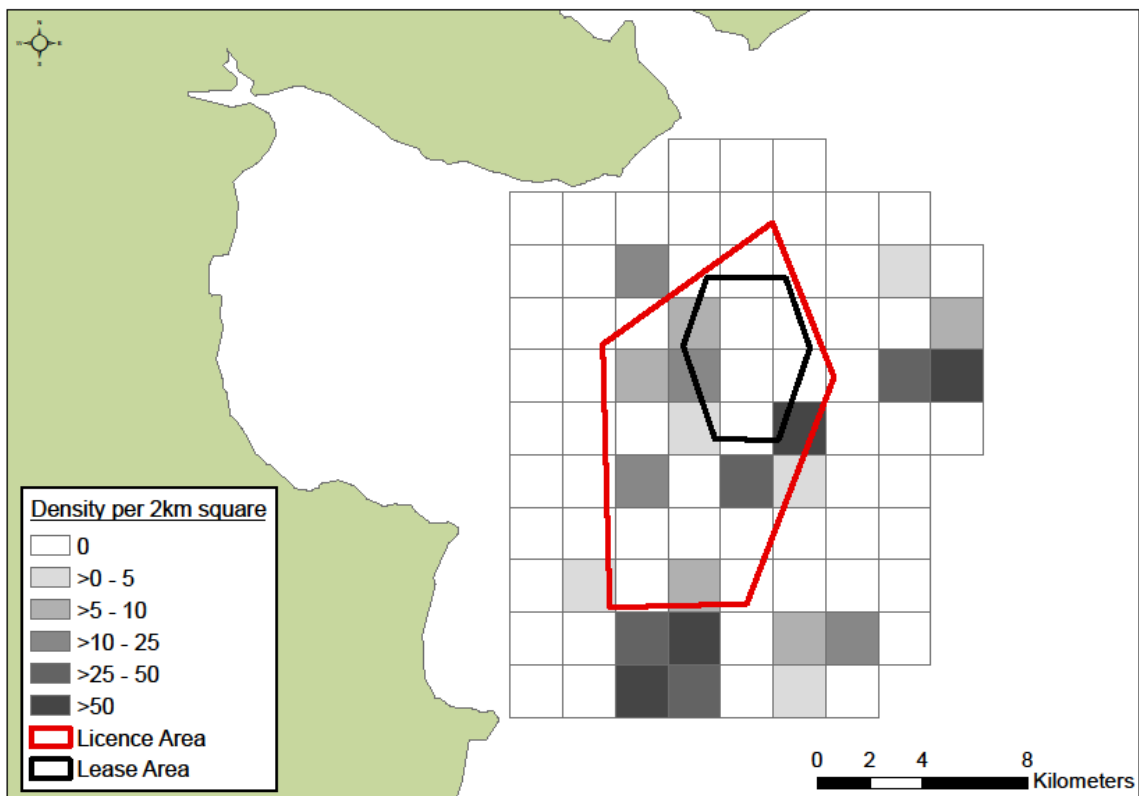 N
W
E
S
Density per 2km square
0
>0 - 5
>5 - 10
>10 - 25
>25 - 50
>50
Licence Area
Lease Area
0 2 4 8
Kilometers